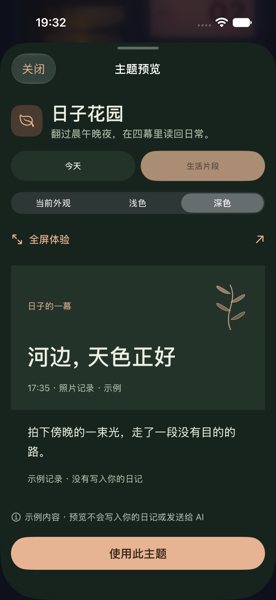 19:32
关闭
主题预览
日子花园
翻过晨午晚夜，在四幕里读回日常。
今天
生活片段
当前外观
浅色
深色
全屏体验
日子的一幕
河边，天色正好
17:35 · 照片记录 · 示例
拍下傍晚的一束光，走了一段没有目的的
路。
示例记录 · 没有写入你的日记
示例内容 · 预览不会写入你的日记或发送给 AI
使用此主题